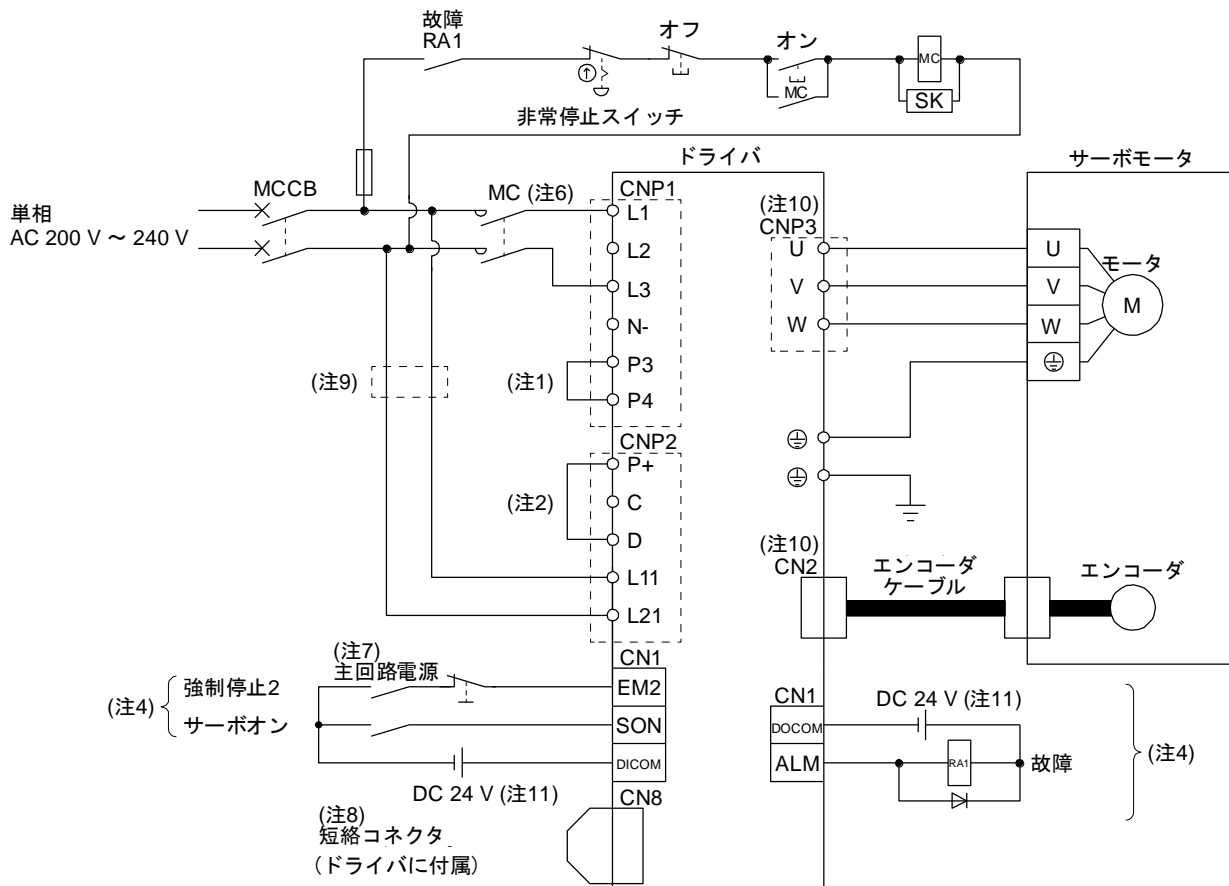 故障
RA1
オフ
オン
MC
SK
MC
非常停止スイッチ
ドライバ
サーボモータ
MCCB
MC (注6)
CNP1
単相
AC 200 V ～ 240 V
L1
L2
L3
N-
P3
P4
(注1)
(注9)
(注10)
CNP3
U
V
W
U
V
W
モータ
M
CNP2
P+
C
D
L11
L21
(注2)
(注10)
CN2
エンコーダ
ケーブル
エンコーダ
(注7)
主回路電源
CN1
(注4)
強制停止2
サーボオン
EM2
SON
DICOM
DC 24 V (注11)
CN1
DOCOM
ALM
DC 24 V (注11)
RA1
故障
(注4)
(注8)
短絡コネクタ
(ドライバに付属)
CN8